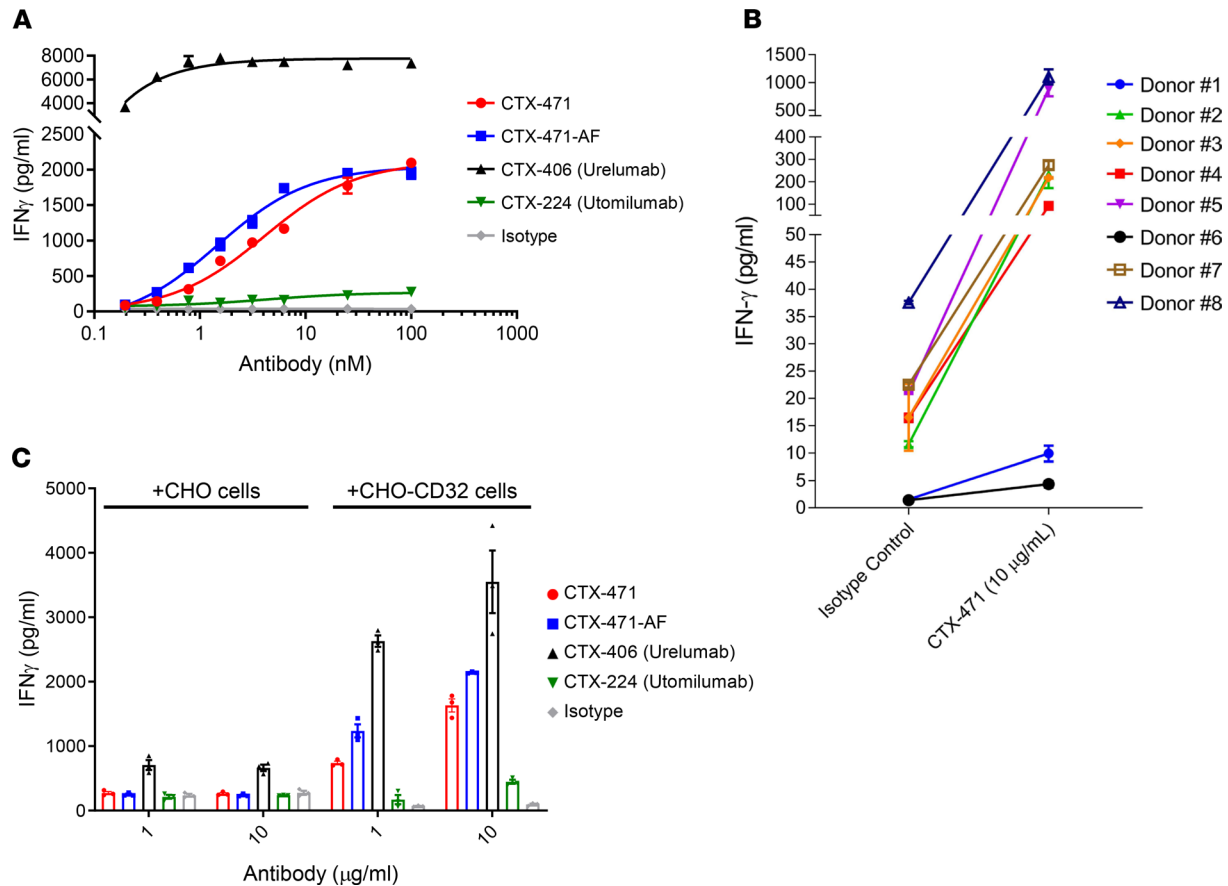 A
8000
6000
4000
2500
2000
1500
1000
500
0
IFNγ (pg/ml)
0.1
1
10
100
1000
Antibody (nM)
CTX-471
CTX-471-AF
CTX-406 (Urelumab)
CTX-224 (Utomilumab)
Isotype
B
1500
1250
1000
750
500
400
300
200
100
50
45
40
35
30
25
20
15
10
5
0
IFN-γ (pg/ml)
Isotype Control
CTX-471 (10 μg/mL)
Donor #1
Donor #2
Donor #3
Donor #4
Donor #5
Donor #6
Donor #7
Donor #8
C
+CHO cells
+CHO-CD32 cells
5000
4000
3000
2000
1000
0
IFNγ (pg/ml)
1
10
1
10
Antibody (μg/ml)
CTX-471
CTX-471-AF
CTX-406 (Urelumab)
CTX-224 (Utomilumab)
Isotype